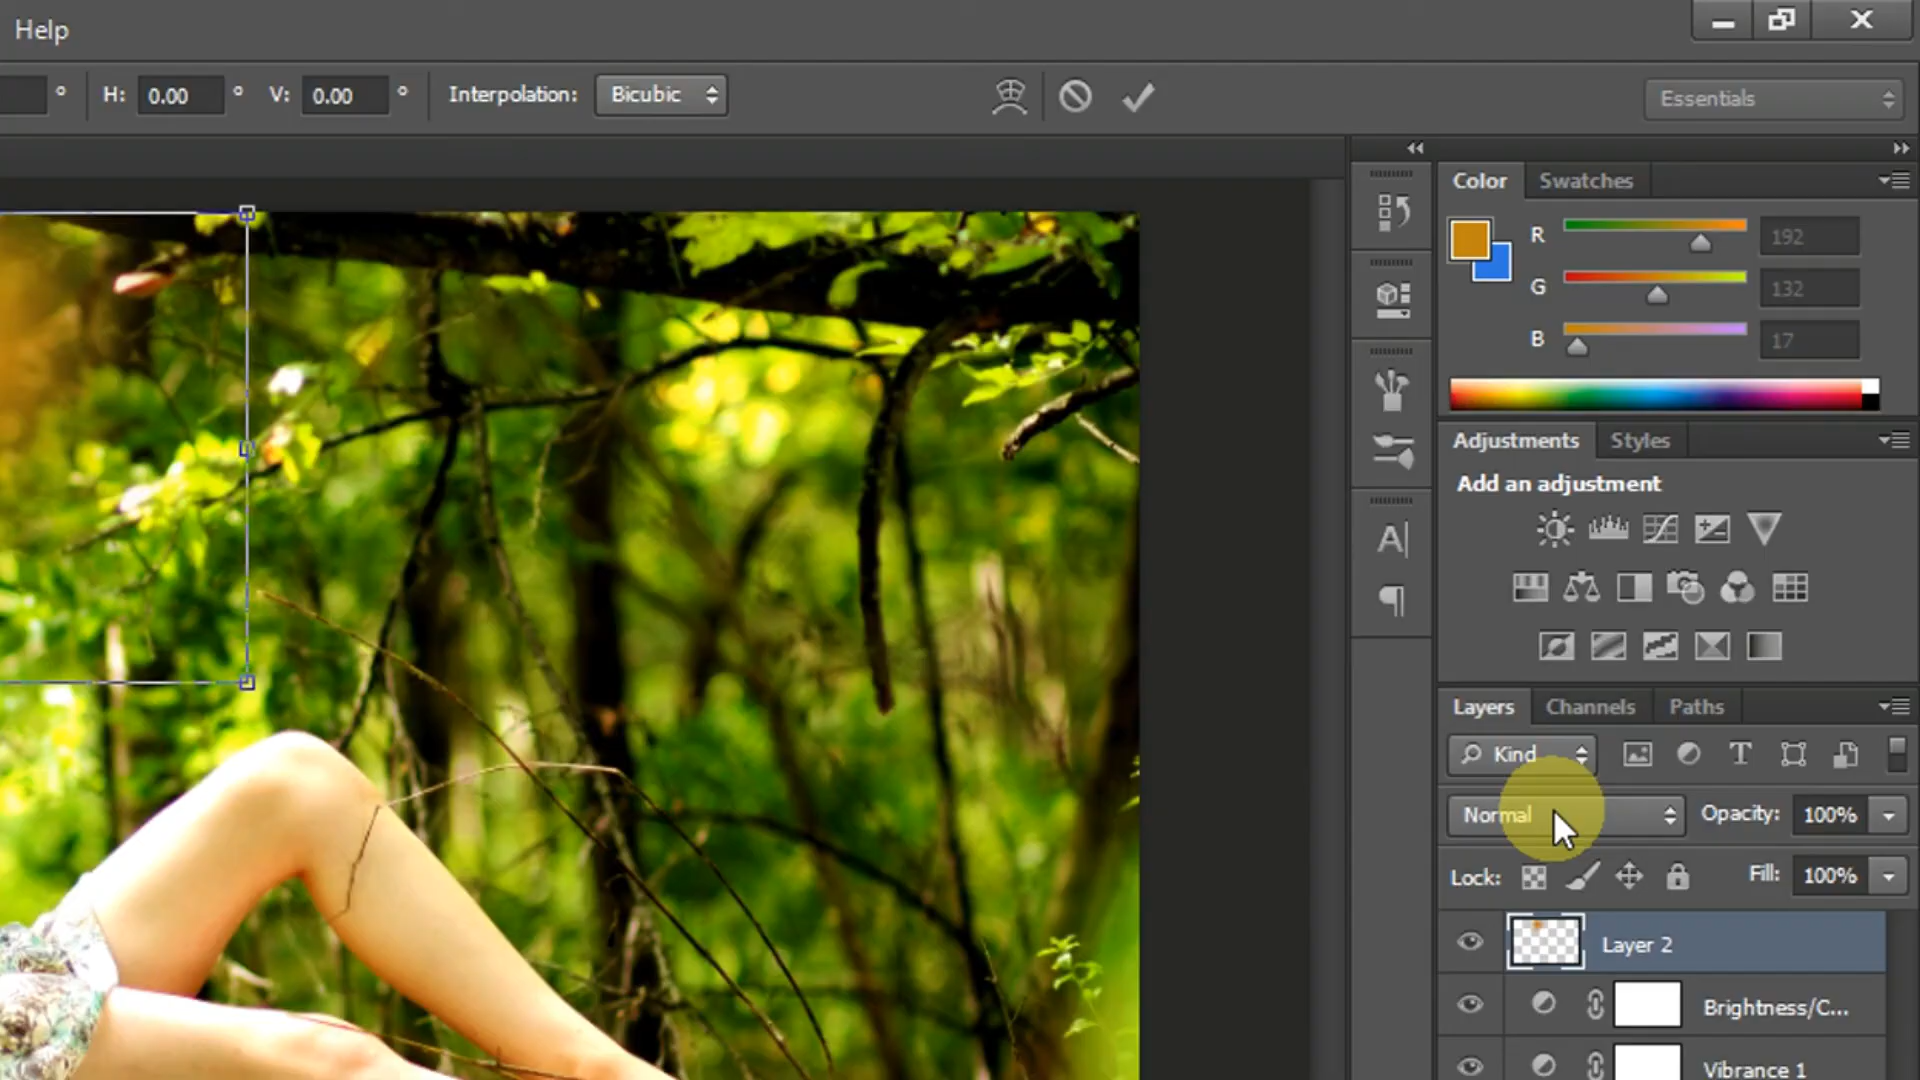 Help
H: 0.00 ° V: 0.00 ° Interpolation: Bicubic
Essentials
Color Swatches
R 192
G 132
B 17
Adjustments Styles
Add an adjustment
Layers Channels Paths
Kind
Normal Opacity: 100%
Lock: Fill: 100%
Layer 2
Brightness/C...
Vibrance 1